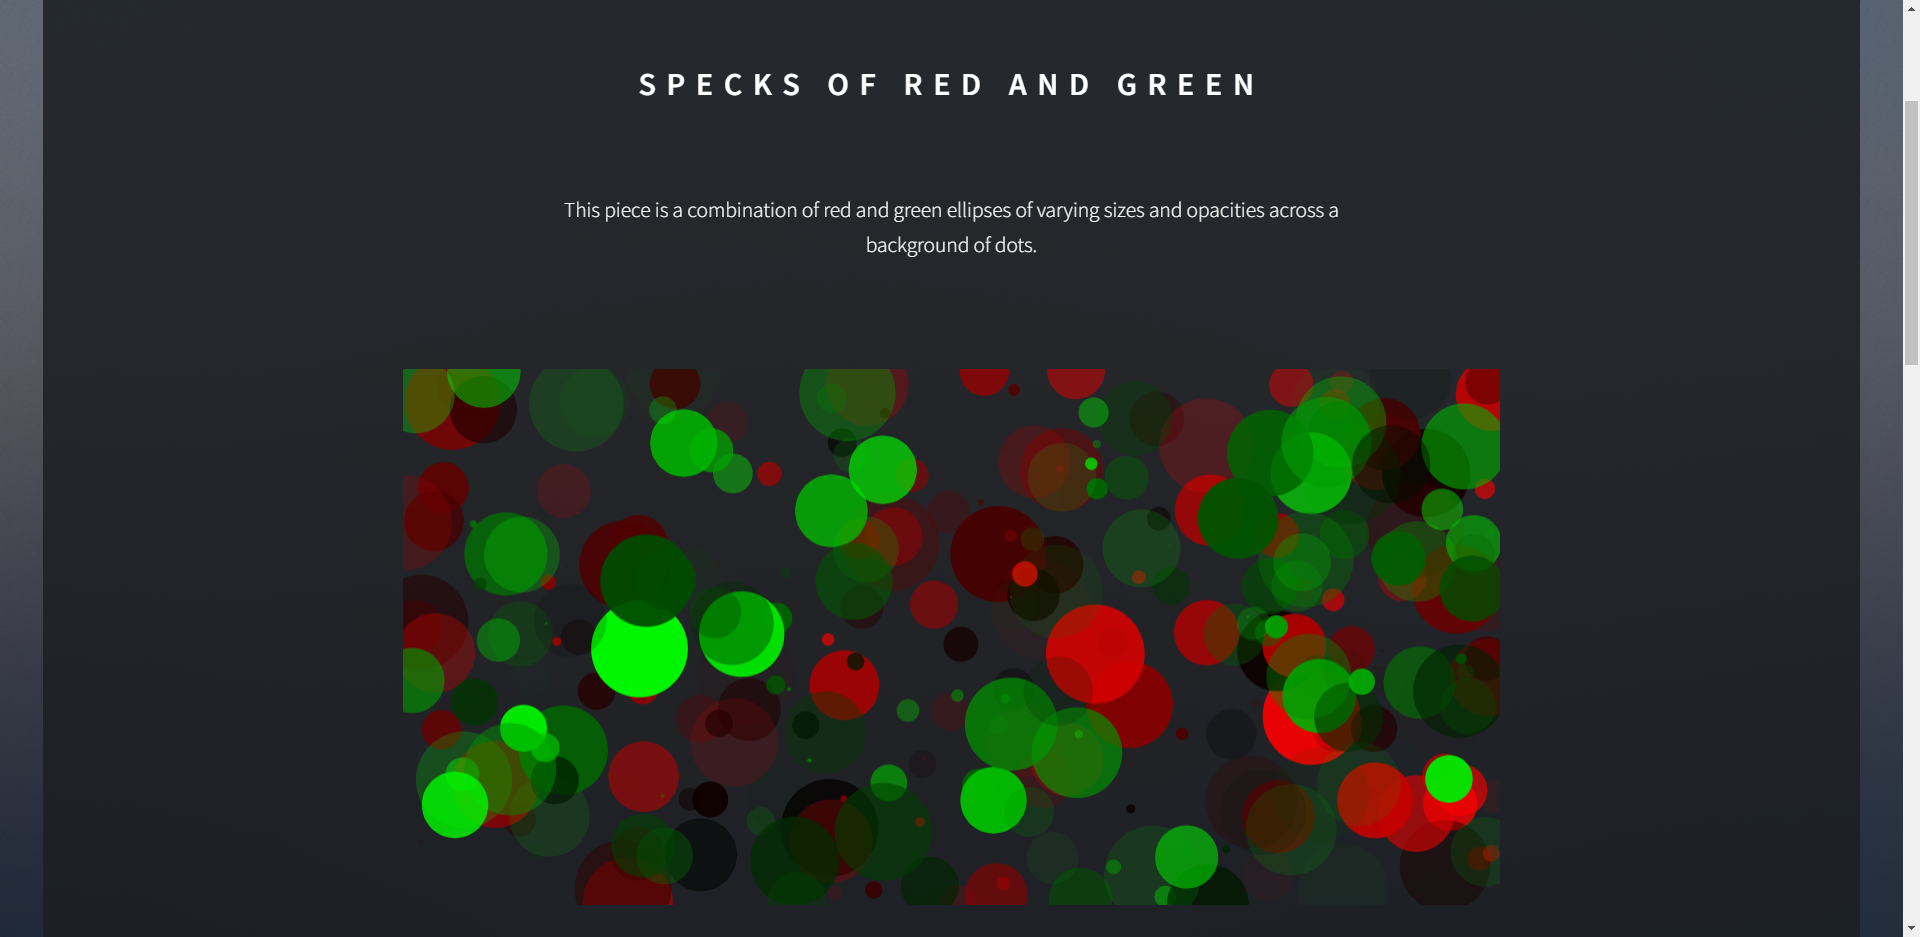 SPECKS OF RED AND GREEN
This piece is a combination of red and green ellipses of varying sizes and opacities across a
background of dots.